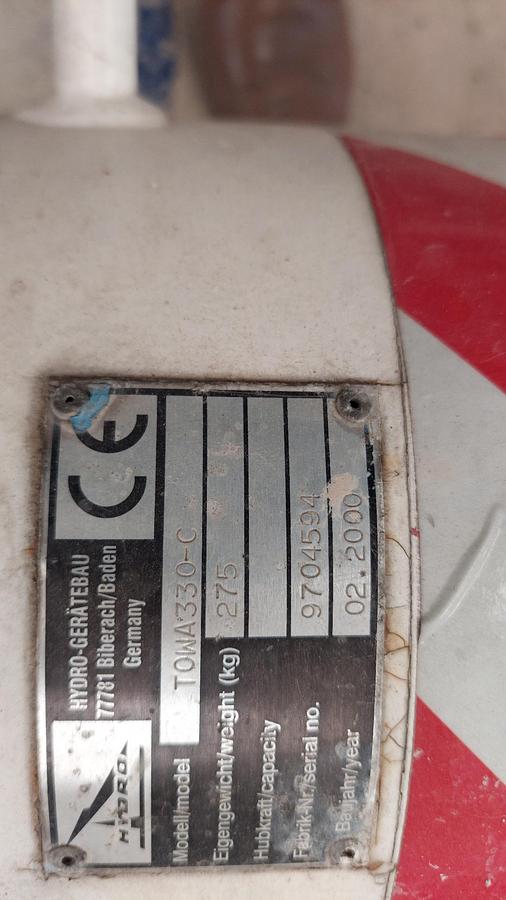 HYDRO
HYDRO-GERÄTEBAU
77781 Biberach/Baden
Germany
CE
Modell/model TOWA330-C
Eigengewicht/weight (kg) 275
Hubkraft/capacity
Fabrik-Nr./serial no. 9704594
Baujahr/year 02.2000